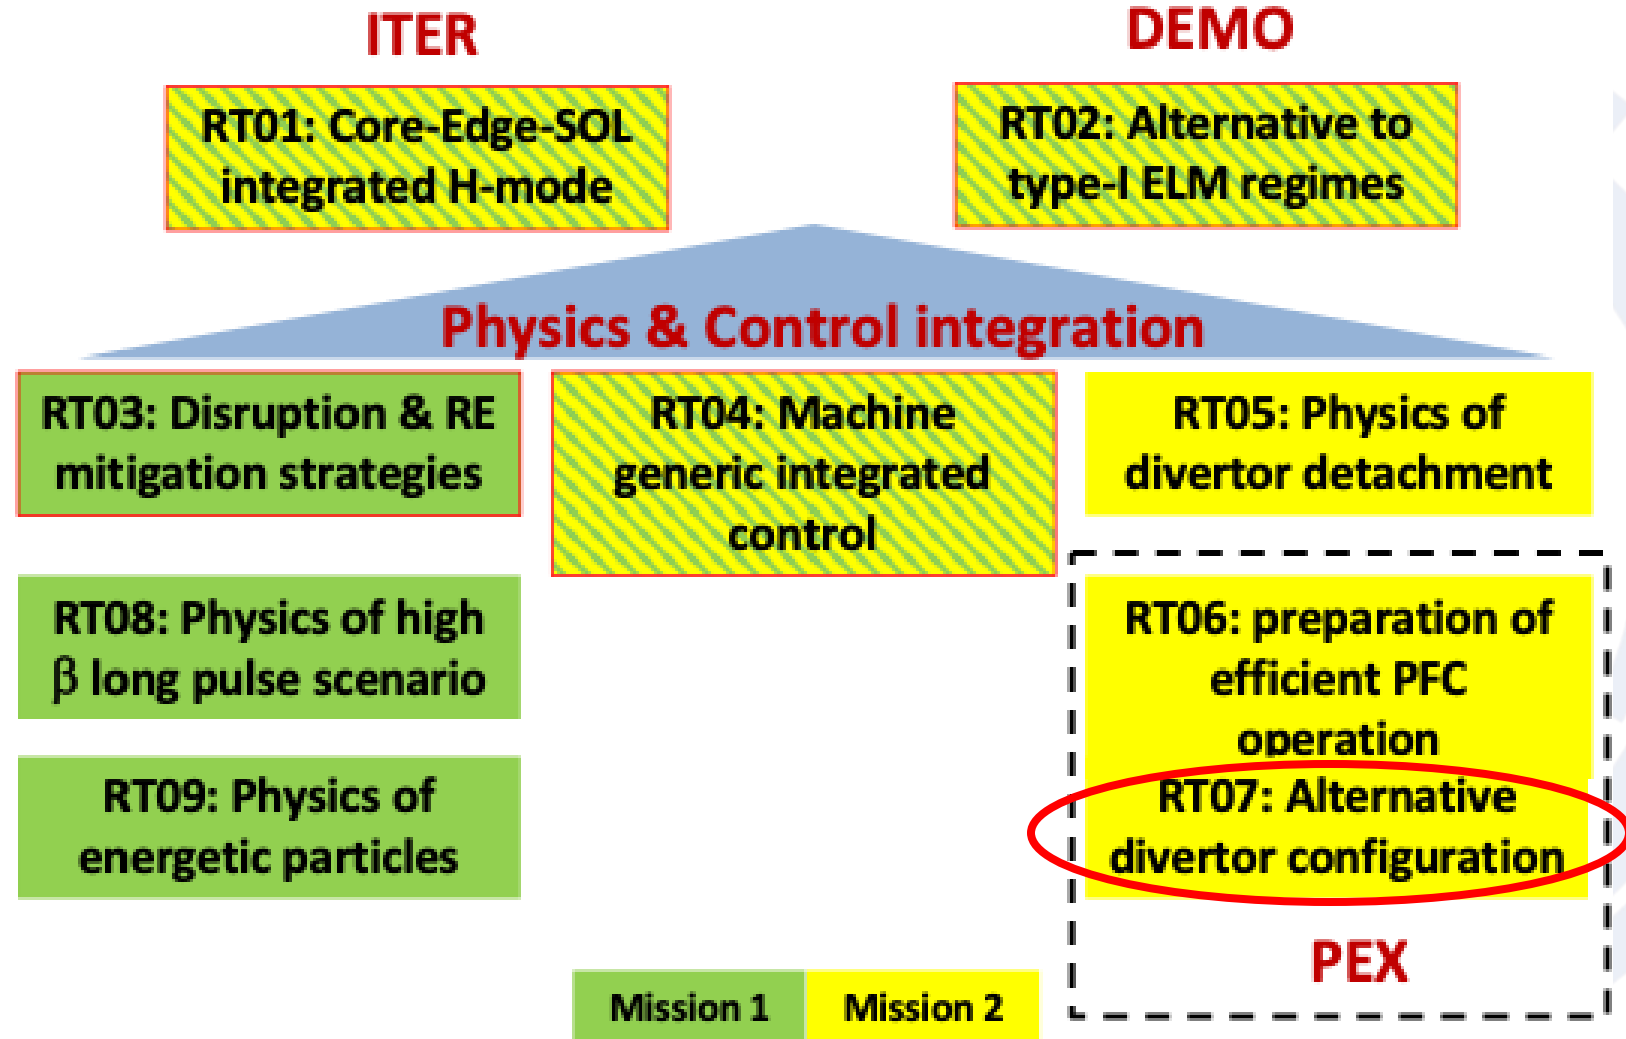 ITER
DEMO
RT01: Core-Edge-SOL
integrated H-mode
RT02: Alternative to
type-I ELM regimes
Physics & Control integration
RT03: Disruption & RE
mitigation strategies
RT04: Machine
generic integrated
control
RT05: Physics of
divertor detachment
RT08: Physics of high
β long pulse scenario
RT06: preparation of
efficient PFC
operation
RT09: Physics of
energetic particles
RT07: Alternative
divertor configuration
PEX
Mission 1
Mission 2